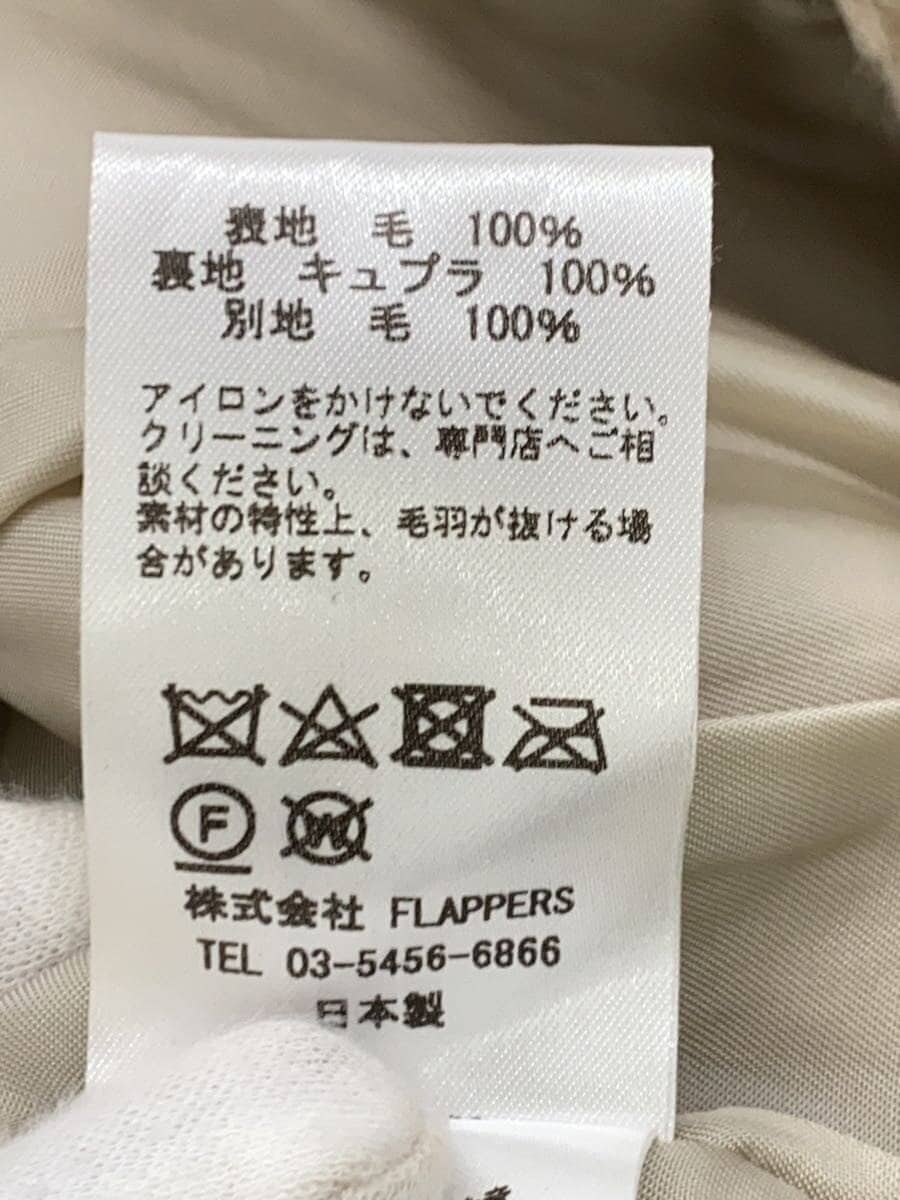 表地 毛 100%
裏地 キュプラ 100%
別地 毛 100%
アイロンをかけないでください。
クリーニングは、専門店へご相
談ください。
素材の特性上、毛羽が抜ける場
合があります。
F
W
株式会社 FLAPPERS
TEL 03-5456-6866
日本製